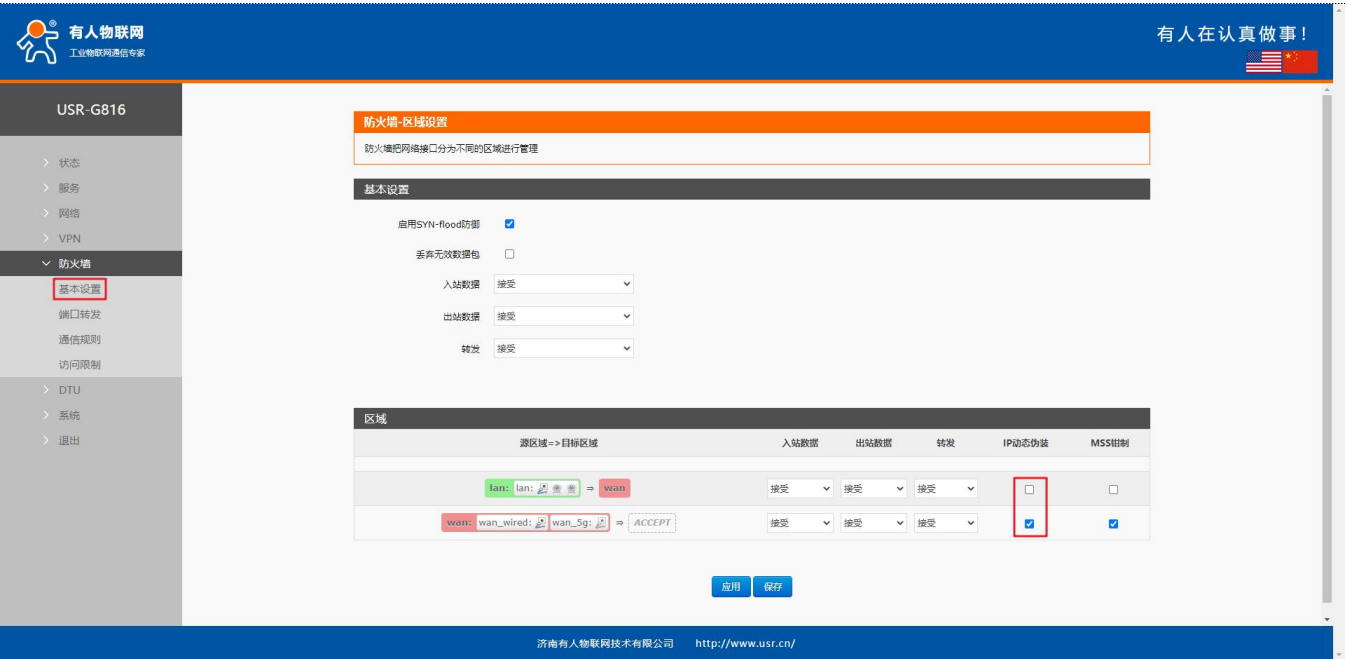 有人物联网
工业物联网通信专家
有人在认真做事!
USR-G816
状态
服务
网络
VPN
防火墙
基本设置
端口转发
通信规则
访问限制
DTU
系统
退出
防火墙-区域设置
防火墙把网络接口分为不同的区域进行管理
基本设置
启用SYN-flood防御
丢弃无效数据包
入站数据 接受
出站数据 接受
转发 接受
区域
源区域=>目标区域 入站数据 出站数据 转发 IP动态伪装 MSS钳制
lan: lan: ⇒ wan 接受 接受 接受
wan: wan_wired: wan_5g: ⇒ ACCEPT 接受 接受 接受
应用 保存
济南有人物联网技术有限公司 http://www.usr.cn/